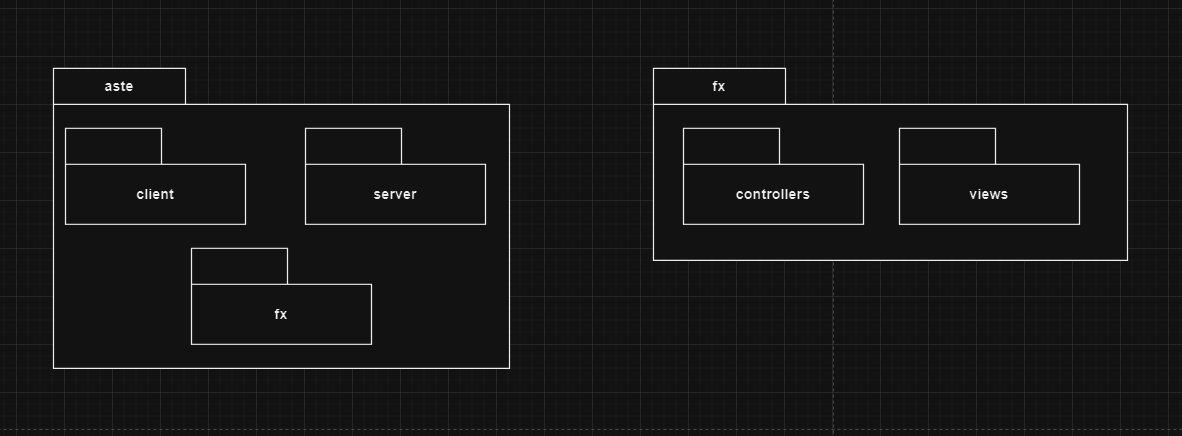 aste
client
server
fx
fx
controllers
views